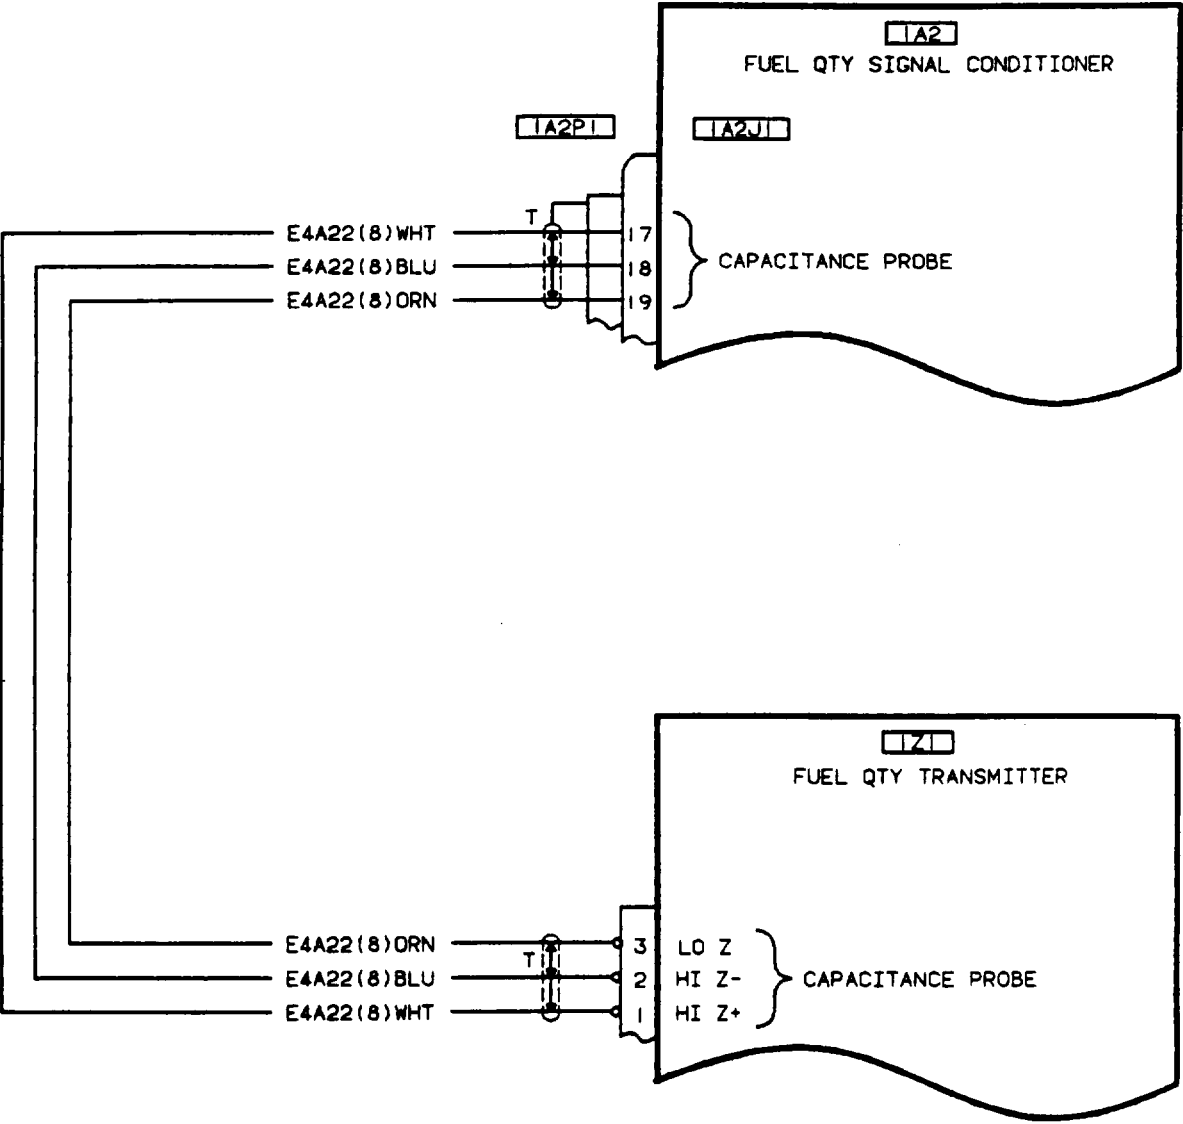 1A2
FUEL QTY SIGNAL CONDITIONER
1A2P1
1A2J1
T
E4A22(8)WHT
17
E4A22(8)BLU
18
CAPACITANCE PROBE
E4A22(8)ORN
19
1Z1
FUEL QTY TRANSMITTER
E4A22(8)ORN
3
LO Z
T
E4A22(8)BLU
2
HI Z-
CAPACITANCE PROBE
E4A22(8)WHT
1
HI Z+